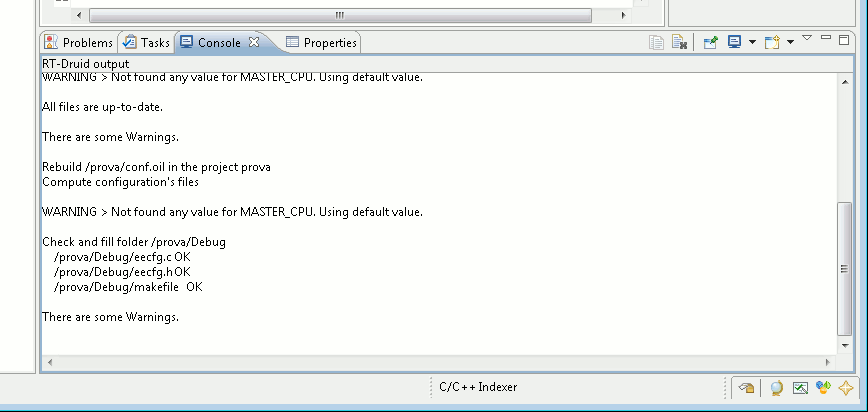 Problems Tasks Console Properties
RT-Druid output
WARNING > Not found any value for MASTER_CPU. Using default value.
All files are up-to-date.
There are some Warnings.
Rebuild /prova/conf.oil in the project prova
Compute configuration's files
WARNING > Not found any value for MASTER_CPU. Using default value.
Check and fill folder /prova/Debug
/prova/Debug/eecfg.c OK
/prova/Debug/eecfg.h OK
/prova/Debug/makefile OK
There are some Warnings.
C/C++ Indexer